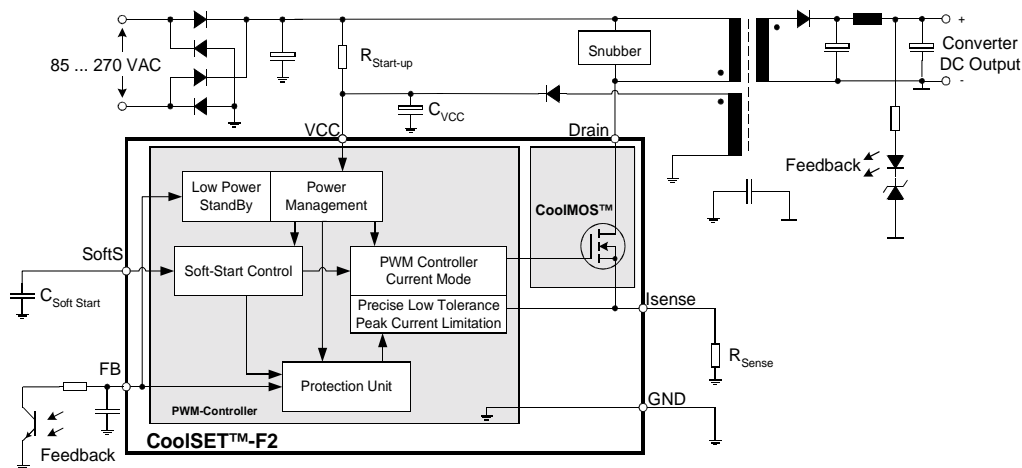 85 ... 270 VAC
R Start-up
Snubber
+
Converter
DC Output
-
C VCC
VCC
Drain
Feedback
Low Power
StandBy
Power
Management
CoolMOS™
SoftS
Soft-Start Control
PWM Controller
Current Mode
C Soft Start
Precise Low Tolerance
Peak Current Limitation
Isense
R Sense
FB
Protection Unit
GND
PWM-Controller
CoolSET™-F2
Feedback